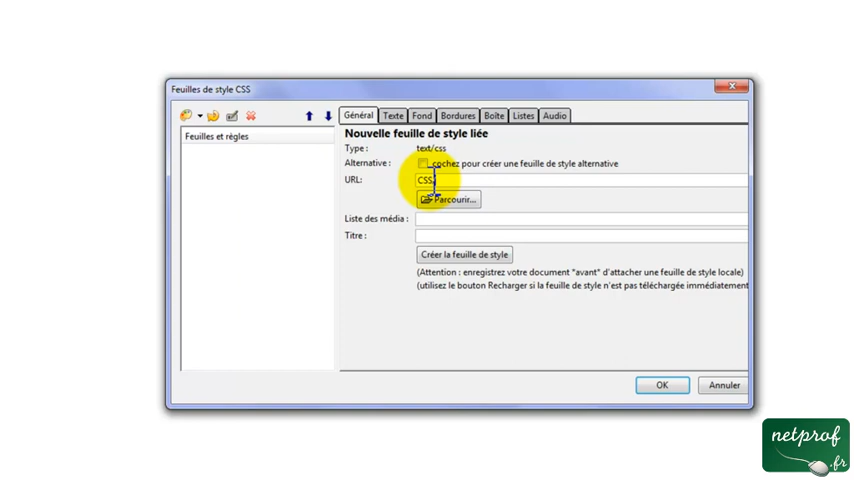 Feuilles de style CSS
Général Texte Fond Bordures Boîte Listes Audio
Feuilles et règles
Nouvelle feuille de style liée
Type : text/css
Alternative : cochez pour créer une feuille de style alternative
URL: CSS
Parcourir...
Liste des média :
Titre :
Créer la feuille de style
(Attention : enregistrez votre document "avant" d'attacher une feuille de style locale)
(utilisez le bouton Recharger si la feuille de style n'est pas téléchargée immédiatement
OK Annuler
netprof
.fr